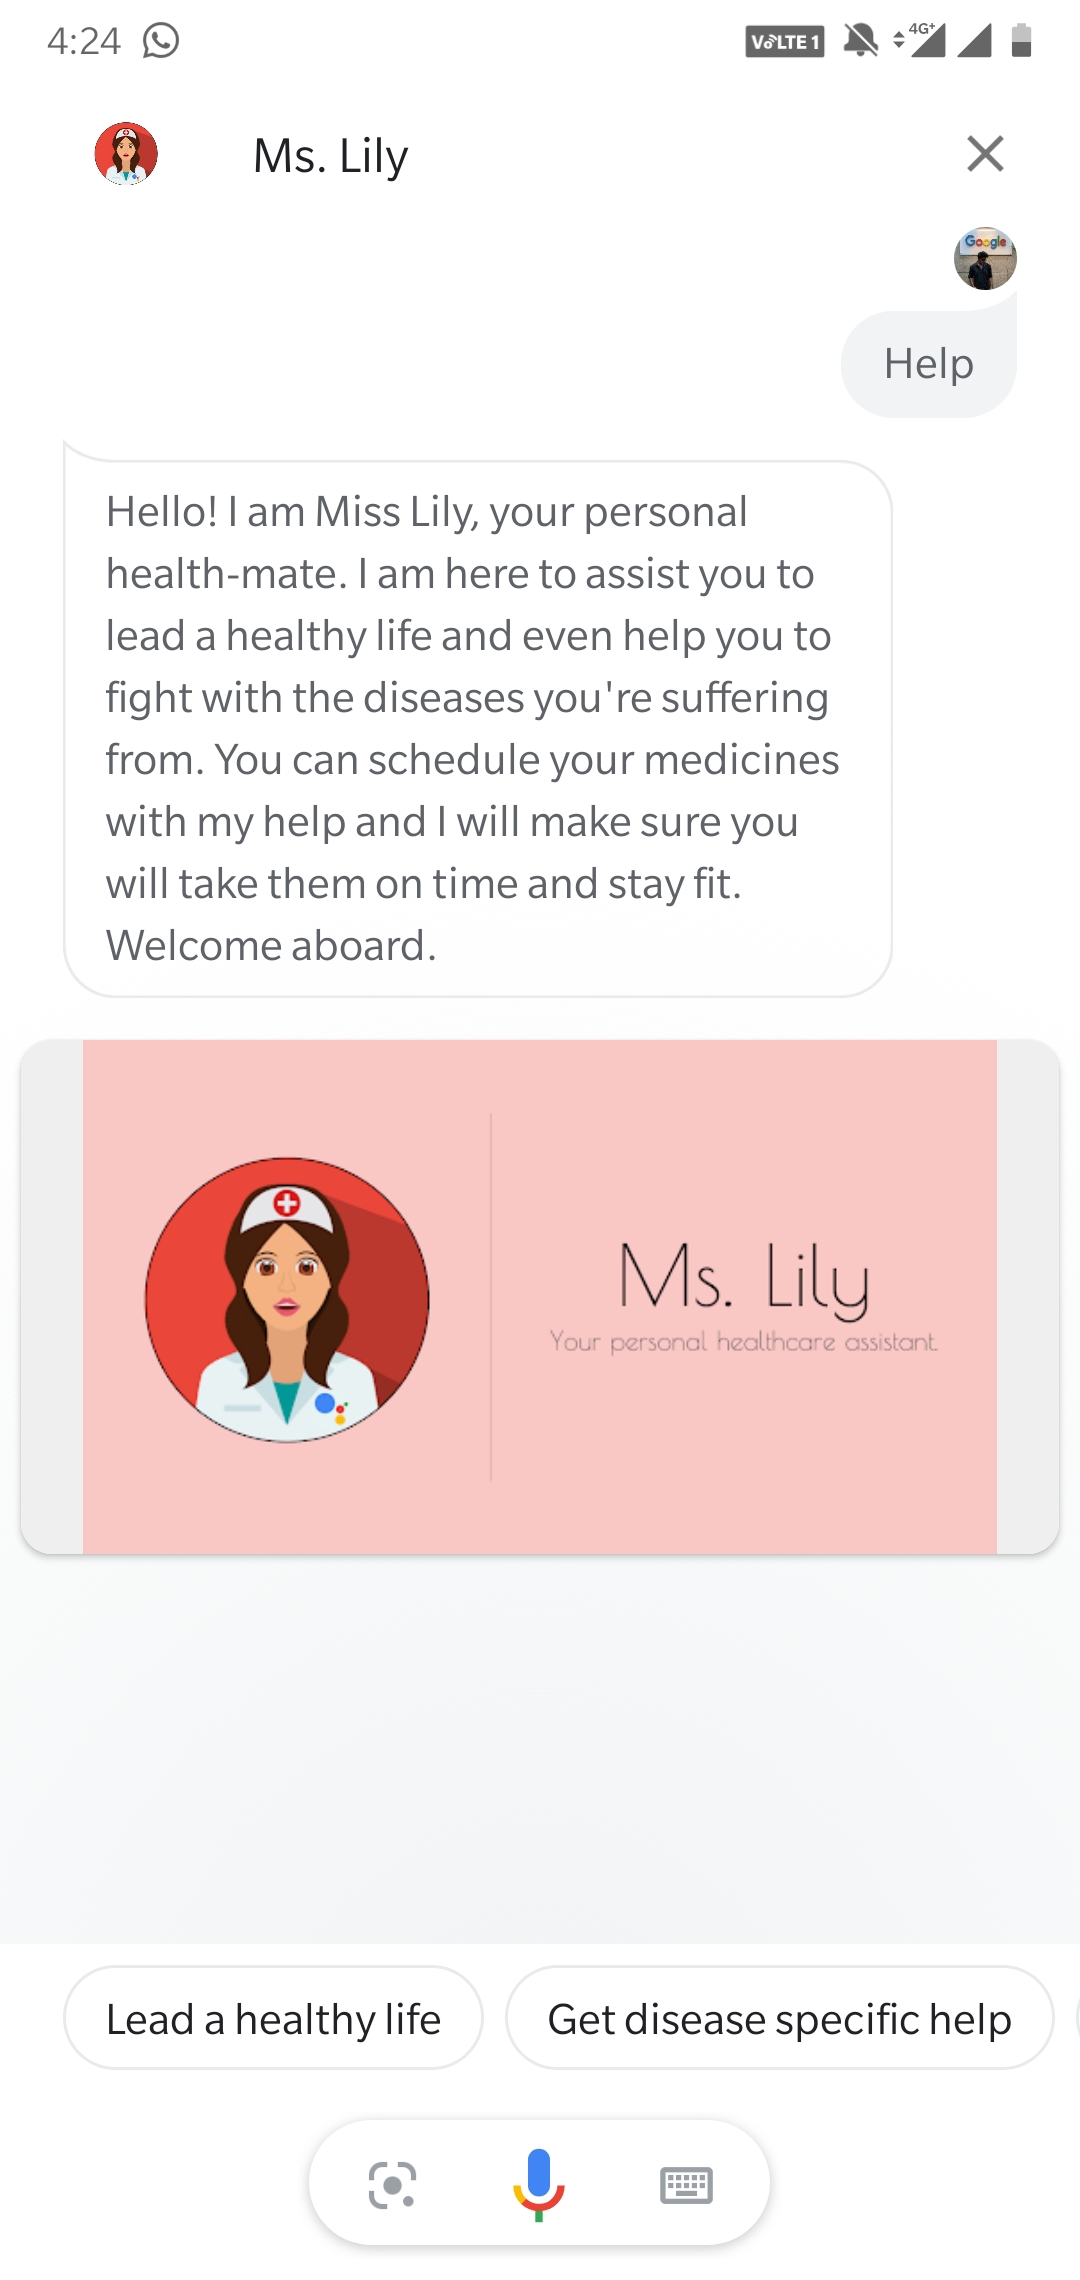 4:24
VoLTE 1
4G+
Ms. Lily
Google
Help
Hello! I am Miss Lily, your personal
health-mate. I am here to assist you to
lead a healthy life and even help you to
fight with the diseases you're suffering
from. You can schedule your medicines
with my help and I will make sure you
will take them on time and stay fit.
Welcome aboard.
Ms. Lily
Your personal healthcare assistant.
Lead a healthy life
Get disease specific help